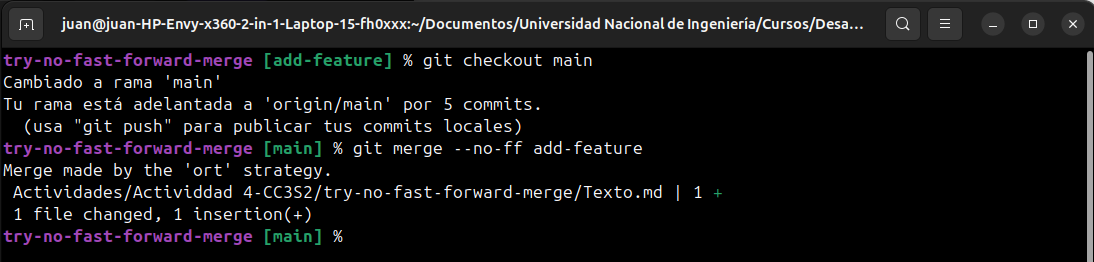 juan@juan-HP-Envy-x360-2-in-1-Laptop-15-fh0xxx:~/Documentos/Universidad Nacional de Ingeniería/Cursos/Desa...
try-no-fast-forward-merge [add-feature] % git checkout main
Cambiado a rama 'main'
Tu rama está adelantada a 'origin/main' por 5 commits.
  (usa "git push" para publicar tus commits locales)
try-no-fast-forward-merge [main] % git merge --no-ff add-feature
Merge made by the 'ort' strategy.
 Actividades/Actividdad 4-CC3S2/try-no-fast-forward-merge/Texto.md | 1 +
 1 file changed, 1 insertion(+)
try-no-fast-forward-merge [main] %